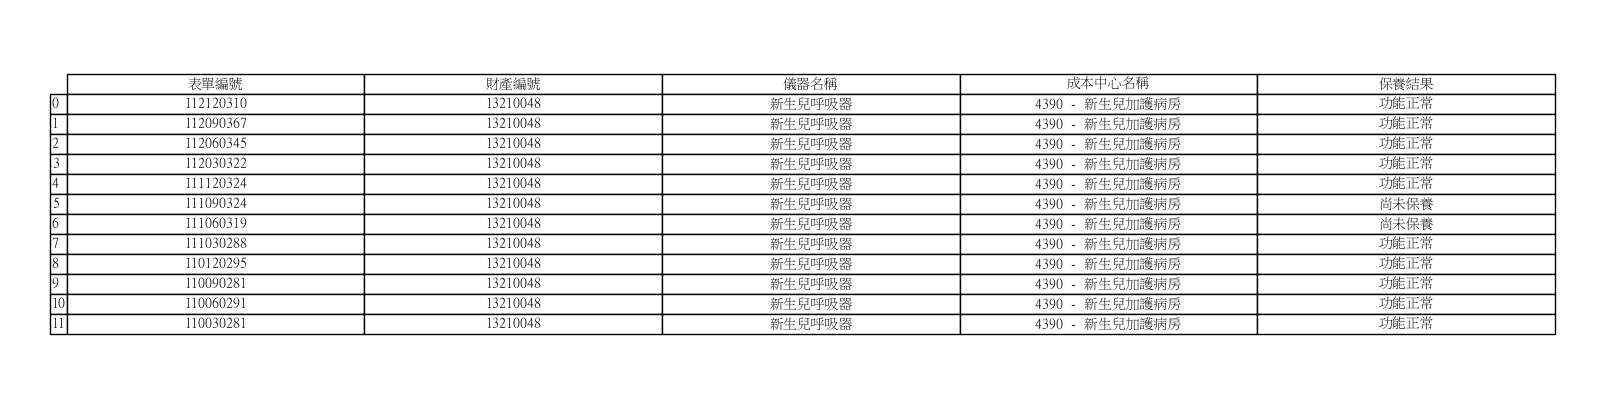 表單編號 財產編號 儀器名稱 成本中心名稱 保養結果
0 112120310 13210048 新生兒呼吸器 4390 - 新生兒加護病房 功能正常
1 112090367 13210048 新生兒呼吸器 4390 - 新生兒加護病房 功能正常
2 112060345 13210048 新生兒呼吸器 4390 - 新生兒加護病房 功能正常
3 112030322 13210048 新生兒呼吸器 4390 - 新生兒加護病房 功能正常
4 111120324 13210048 新生兒呼吸器 4390 - 新生兒加護病房 功能正常
5 111090324 13210048 新生兒呼吸器 4390 - 新生兒加護病房 尚未保養
6 111060319 13210048 新生兒呼吸器 4390 - 新生兒加護病房 尚未保養
7 111030288 13210048 新生兒呼吸器 4390 - 新生兒加護病房 功能正常
8 110120295 13210048 新生兒呼吸器 4390 - 新生兒加護病房 功能正常
9 110090281 13210048 新生兒呼吸器 4390 - 新生兒加護病房 功能正常
10 110060291 13210048 新生兒呼吸器 4390 - 新生兒加護病房 功能正常
11 110030281 13210048 新生兒呼吸器 4390 - 新生兒加護病房 功能正常